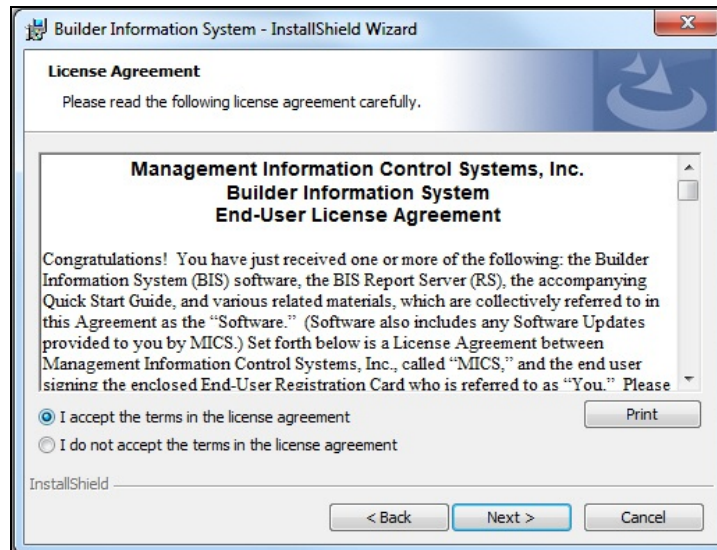 Builder Information System - InstallShield Wizard
License Agreement
Please read the following license agreement carefully.
Management Information Control Systems, Inc.
Builder Information System
End-User License Agreement
Congratulations!  You have just received one or more of the following: the Builder
Information System (BIS) software, the BIS Report Server (RS), the accompanying
Quick Start Guide, and various related materials, which are collectively referred to in
this Agreement as the “Software.”  (Software also includes any Software Updates
provided to you by MICS.) Set forth below is a License Agreement between
Management Information Control Systems, Inc., called “MICS,” and the end user
signing the enclosed End-User Registration Card who is referred to as “You.”  Please
I accept the terms in the license agreement
Print
I do not accept the terms in the license agreement
InstallShield
< Back
Next >
Cancel